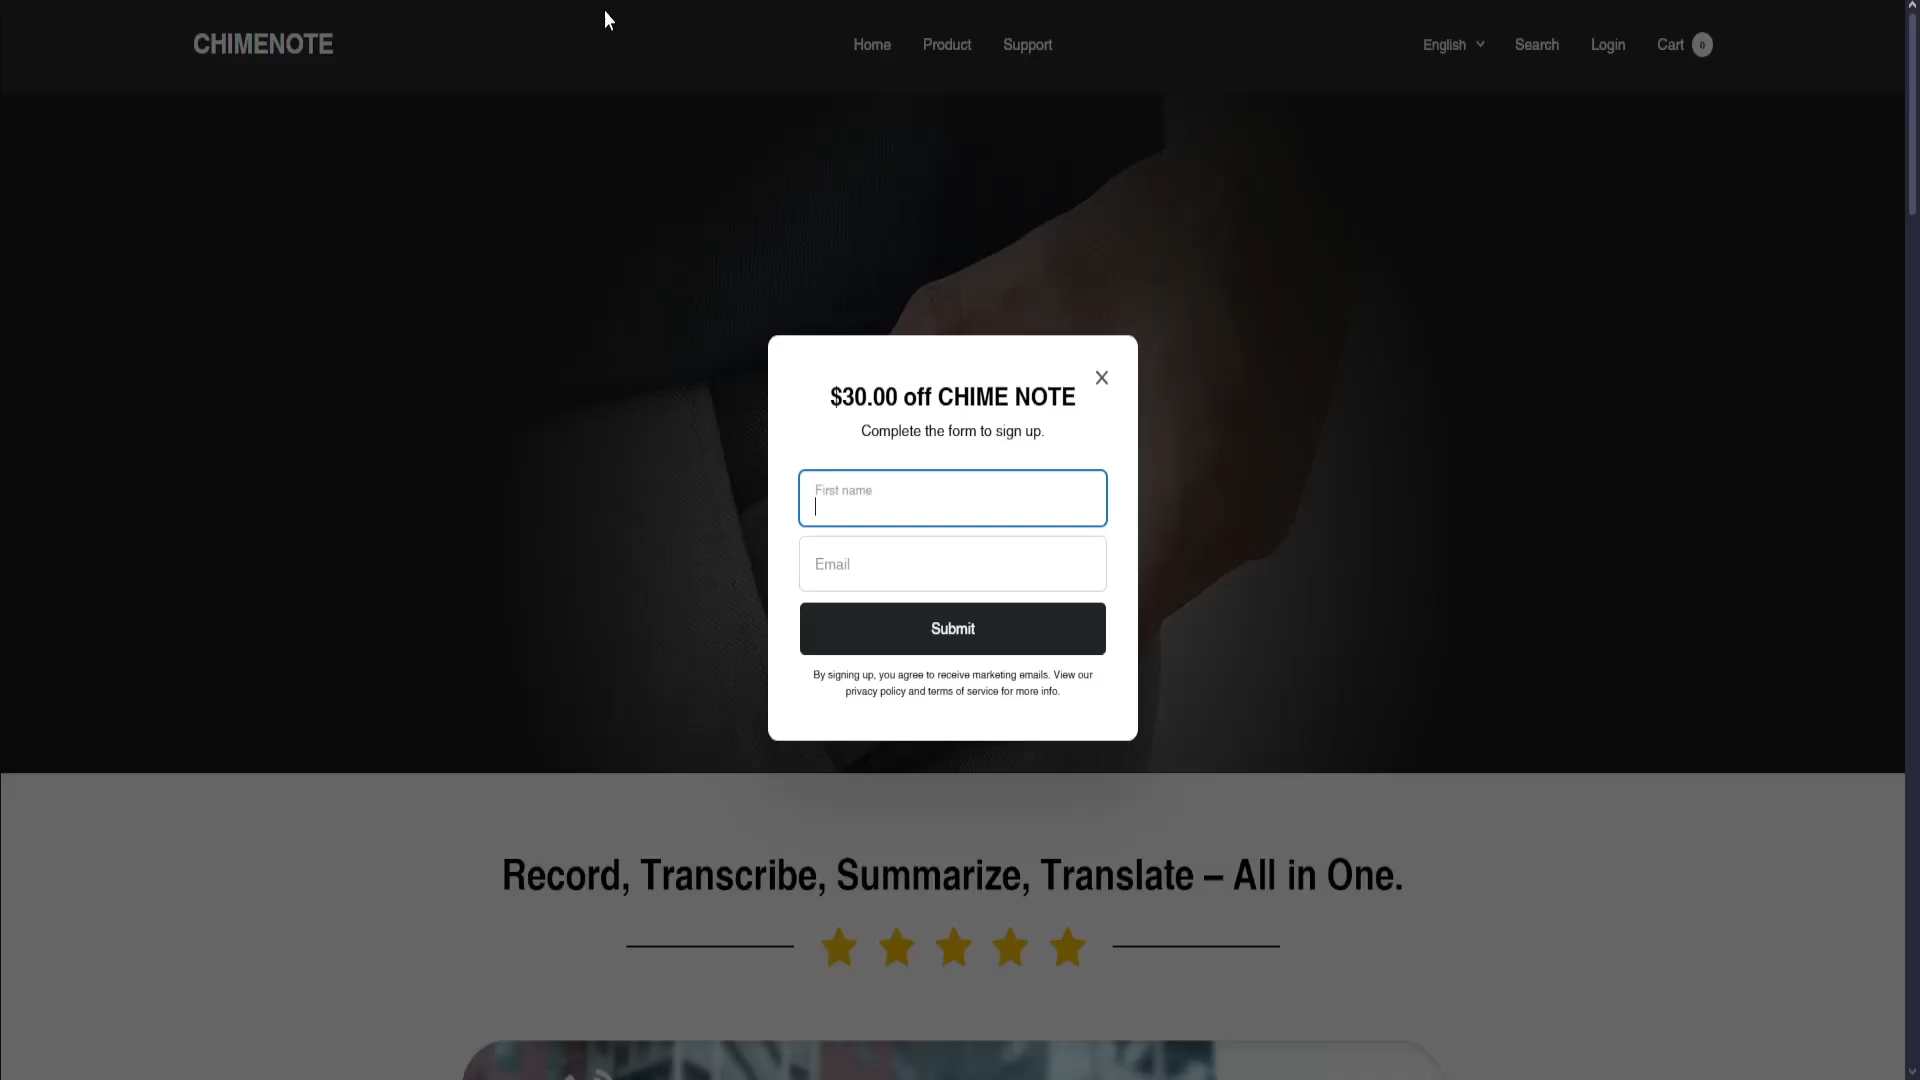 CHIMENOTE
Home
Product
Support
English
Search
Login
Cart 0
$30.00 off CHIME NOTE
Complete the form to sign up.
First name
Email
Submit
By signing up, you agree to receive marketing emails. View our
privacy policy and terms of service for more info.
Record, Transcribe, Summarize, Translate – All in One.